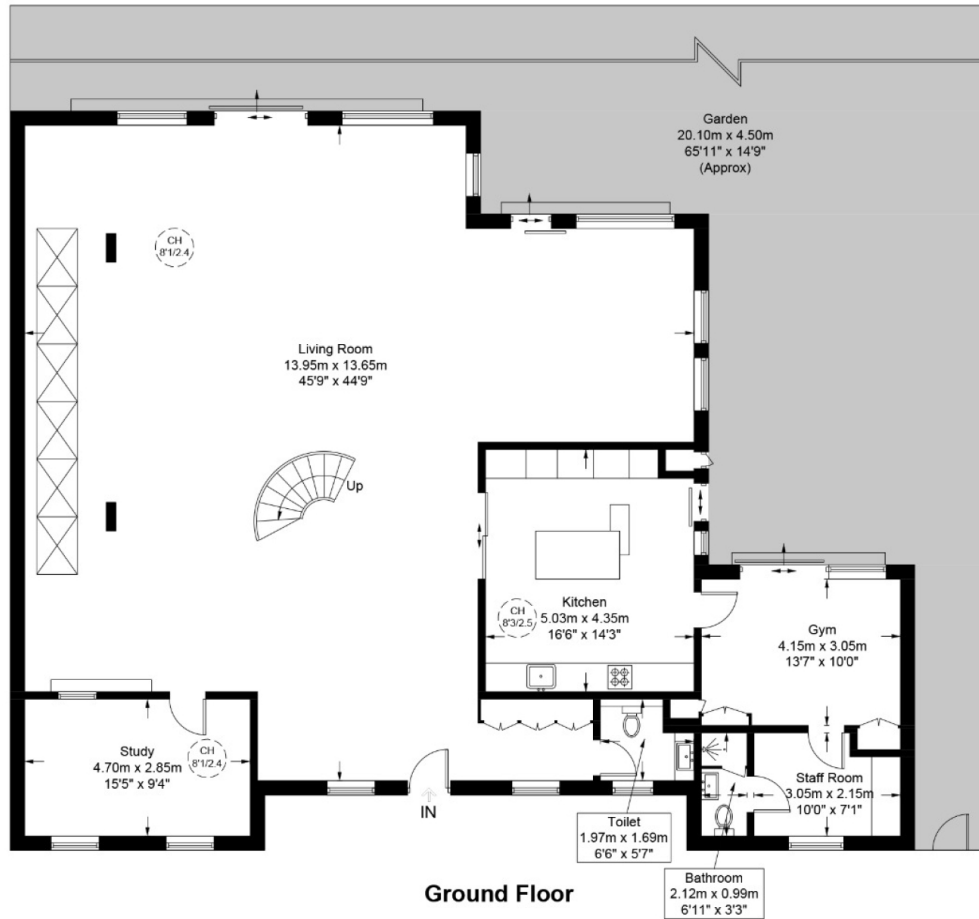 Garden
20.10m x 4.50m
65'11" x 14'9"
(Approx)
CH
8'1/2.4
Living Room
13.95m x 13.65m
45'9" x 44'9"
Up
CH
8'3/2.5
Kitchen
5.03m x 4.35m
16'6" x 14'3"
Gym
4.15m x 3.05m
13'7" x 10'0"
Study
4.70m x 2.85m
15'5" x 9'4"
CH
8'1/2.4
Staff Room
3.05m x 2.15m
10'0" x 7'1"
IN
Toilet
1.97m x 1.69m
6'6" x 5'7"
Bathroom
2.12m x 0.99m
6'11" x 3'3"
Ground Floor